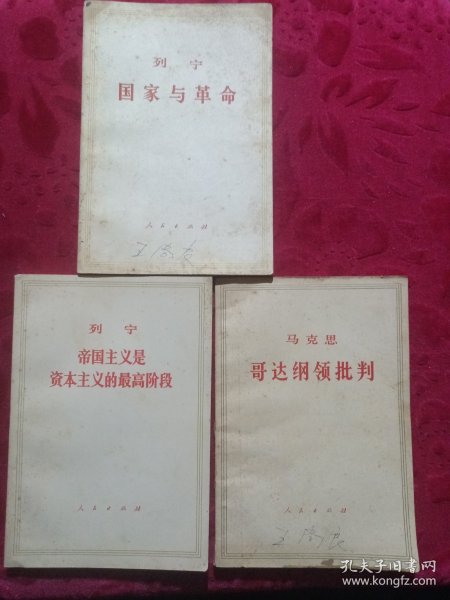 列宁
国家与革命
人民出版社
列宁
帝国主义是
资本主义的最高阶段
人民出版社
马克思
哥达纲领批判
人民出版社
孔夫子旧书网
www.kongfz.com